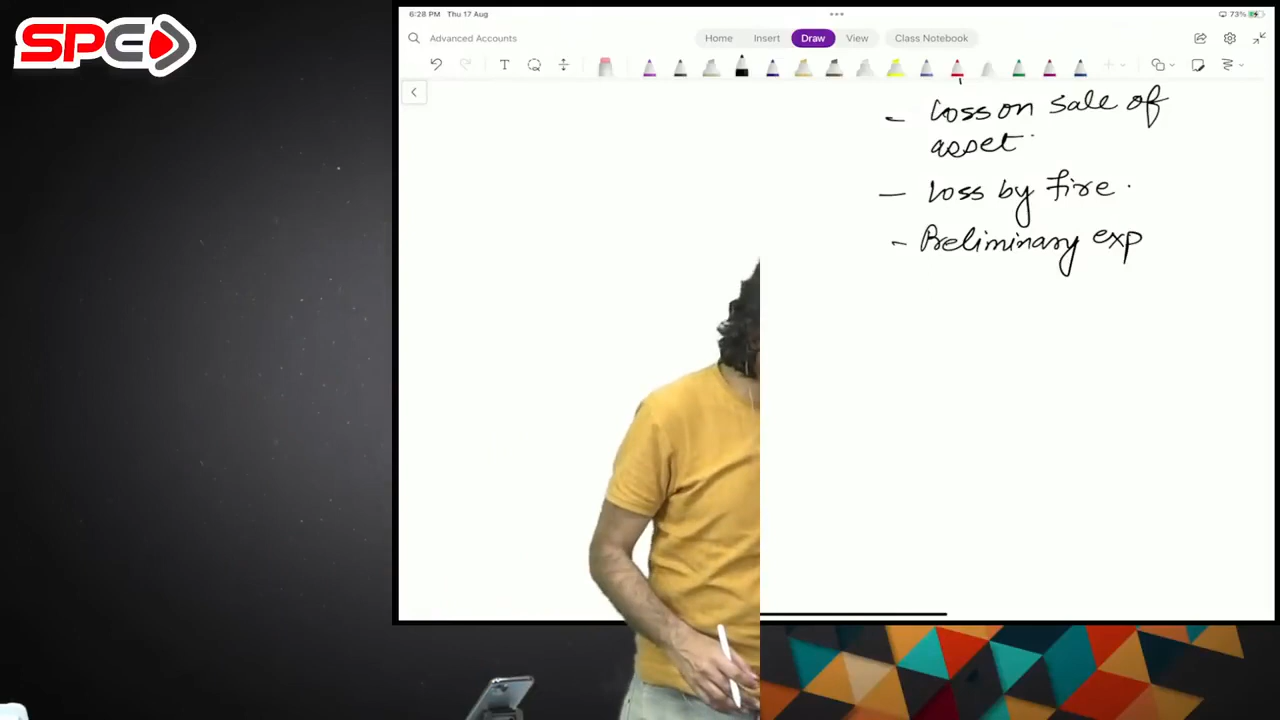 SPE
6:28 PM Thu 17 Aug
73%
Advanced Accounts
Home Insert Draw View Class Notebook
T
- Loss on sale of
asset.
- Loss by fire.
- Preliminary exp